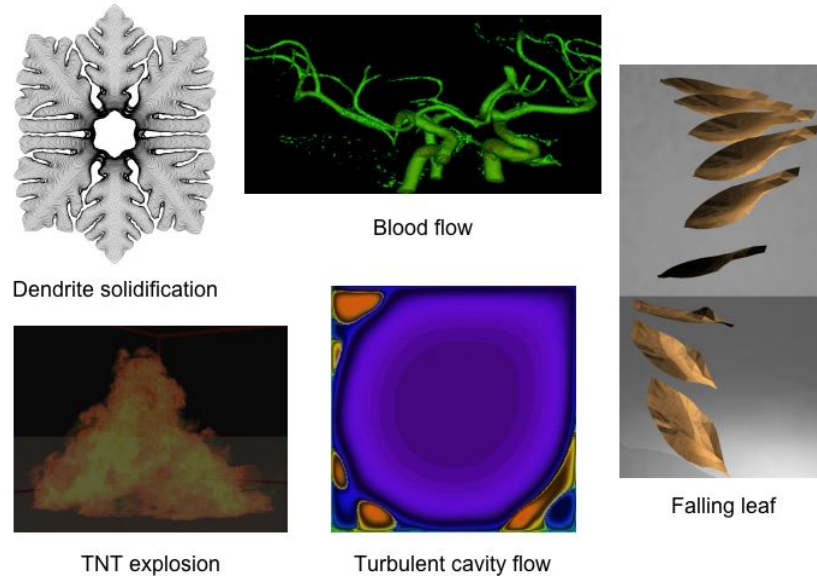 Blood flow
Dendrite solidification
Falling leaf
TNT explosion
Turbulent cavity flow